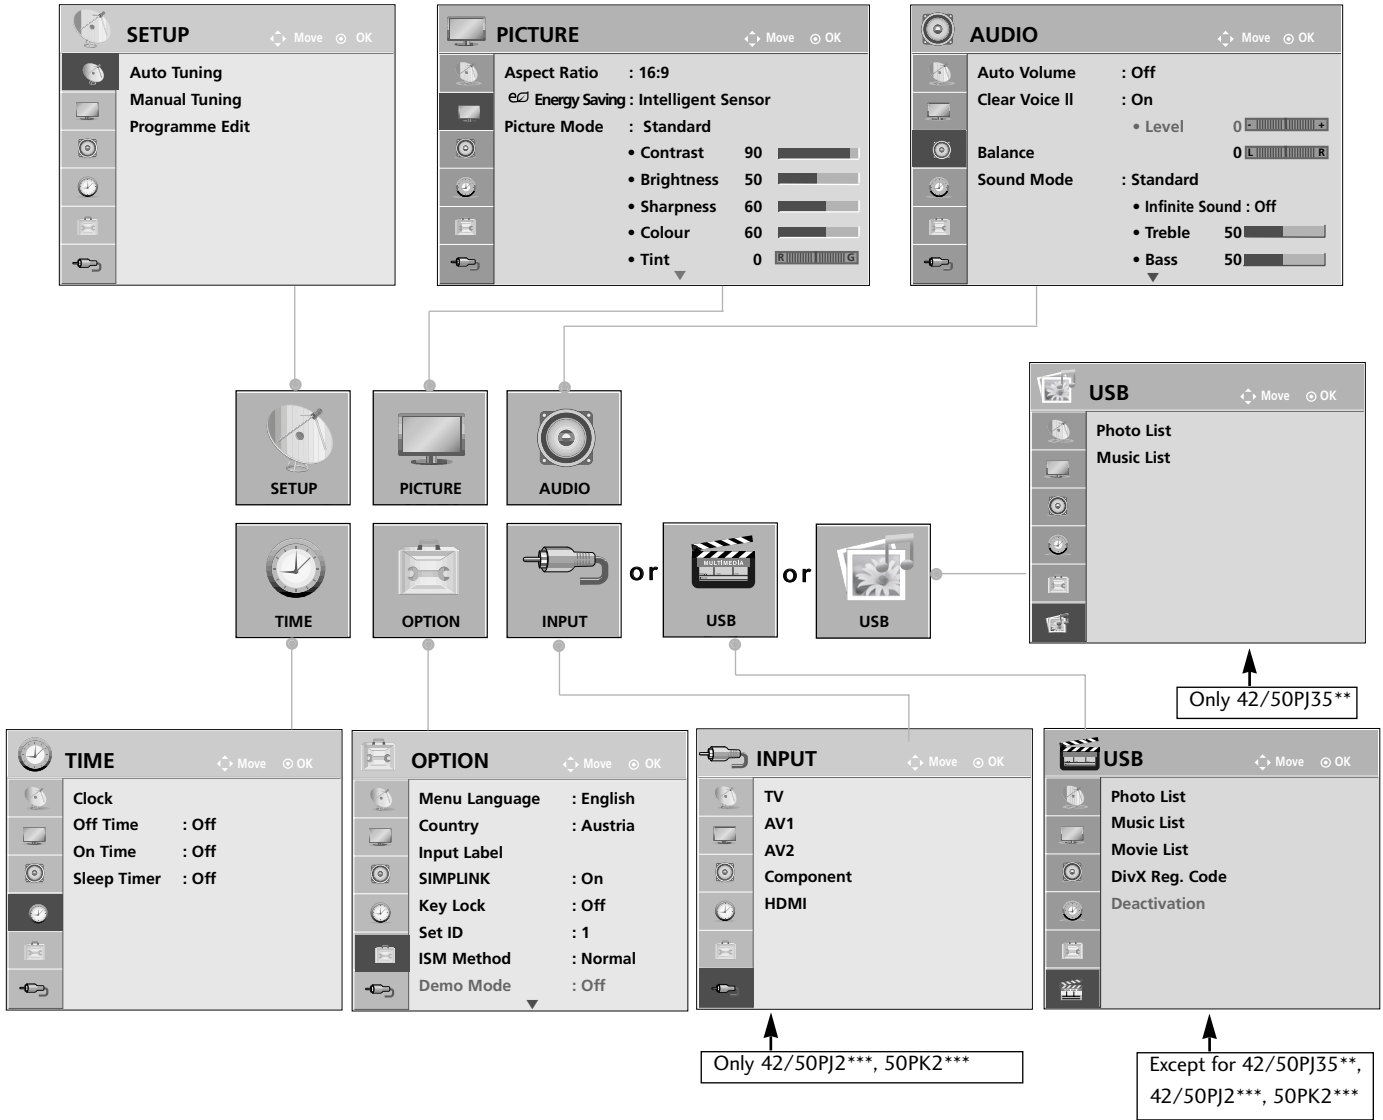 SETUP
Move OK
Auto Tuning
Manual Tuning
Programme Edit
PICTURE
Move OK
Aspect Ratio : 16:9
Energy Saving : Intelligent Sensor
Picture Mode : Standard
• Contrast 90
• Brightness 50
• Sharpness 60
• Colour 60
• Tint 0 R G
AUDIO
Move OK
Auto Volume : Off
Clear Voice ll : On
• Level 0 - +
Balance 0 L R
Sound Mode : Standard
• Infinite Sound : Off
• Treble 50
• Bass 50
SETUP
PICTURE
AUDIO
USB
Move OK
Photo List
Music List
TIME
OPTION
INPUT
or
MULTIMEDIA
USB
or
USB
Only 42/50PJ35**
TIME
Move OK
Clock
Off Time : Off
On Time : Off
Sleep Timer : Off
OPTION
Move OK
Menu Language : English
Country : Austria
Input Label
SIMPLINK : On
Key Lock : Off
Set ID : 1
ISM Method : Normal
Demo Mode : Off
INPUT
Move OK
TV
AV1
AV2
Component
HDMI
USB
Move OK
Photo List
Music List
Movie List
DivX Reg. Code
Deactivation
Only 42/50PJ2***, 50PK2***
Except for 42/50PJ35**,
42/50PJ2***, 50PK2***